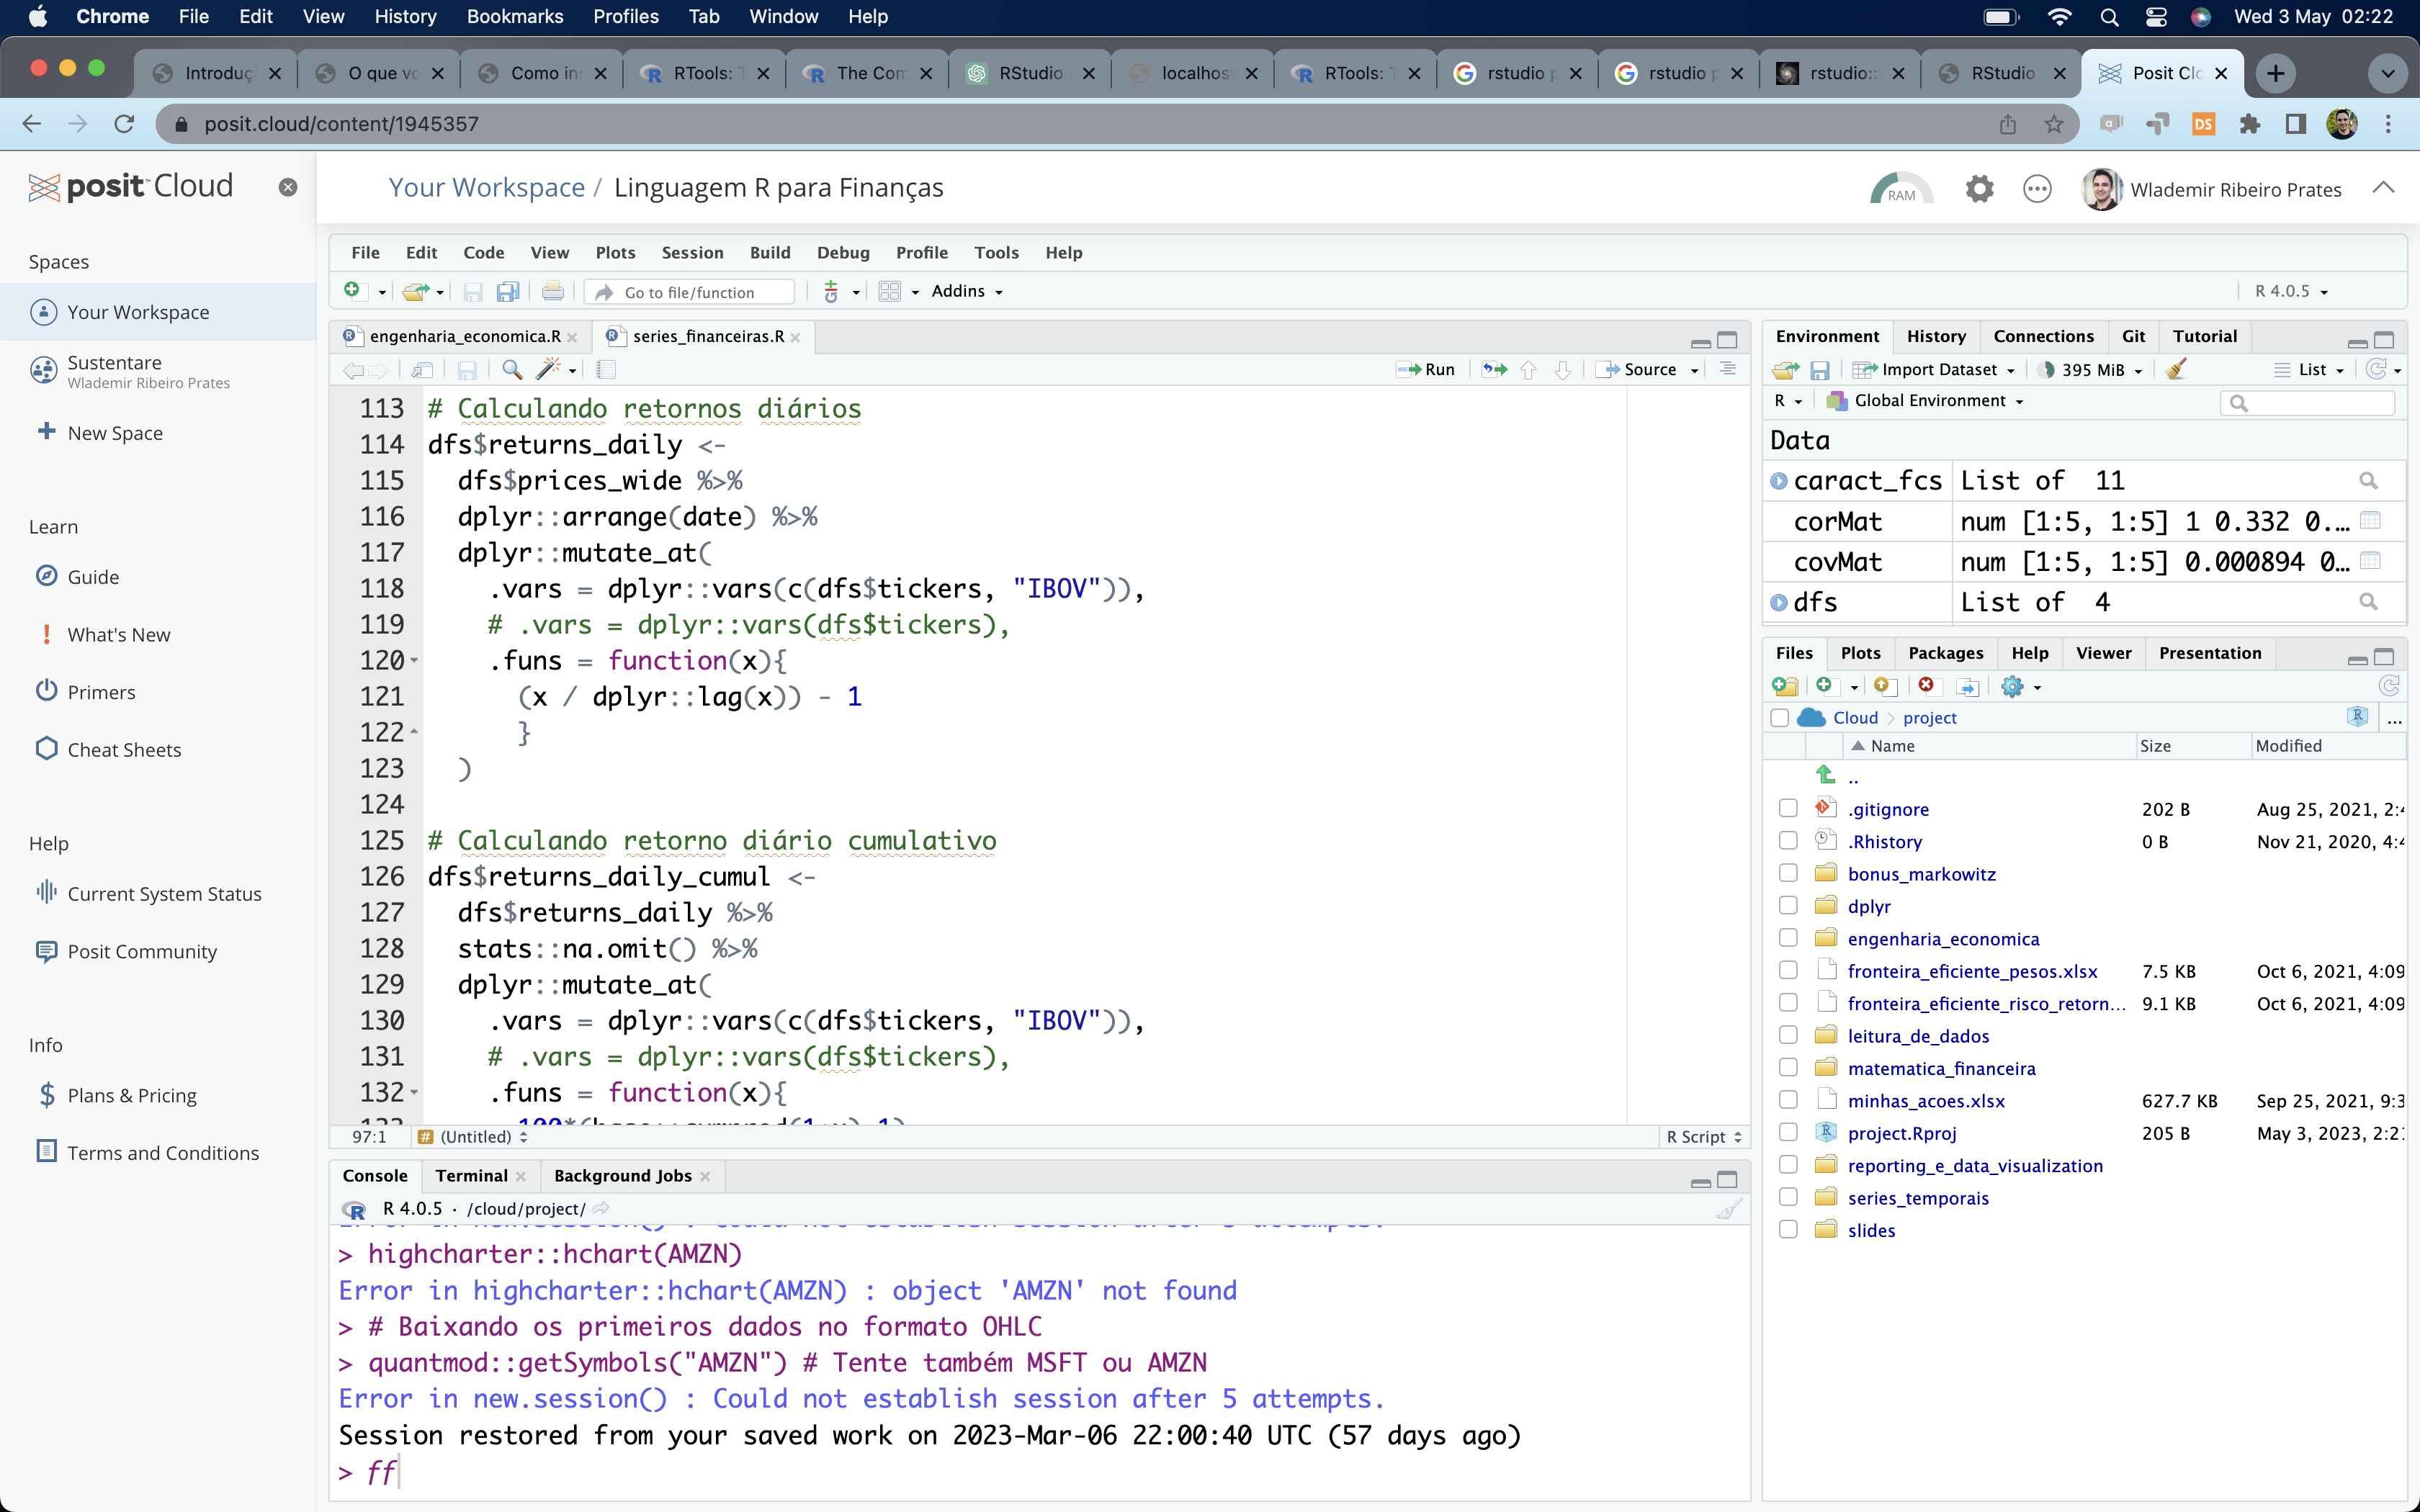 Chrome File Edit View History Bookmarks Profiles Tab Window Help
Wed 3 May 02:22
Introduç
O que vo
Como in
RTools: T
The Com
RStudio
localhos
RTools: T
rstudio p
rstudio p
rstudio::
RStudio
Posit Clo
posit.cloud/content/1945357
DS
posit Cloud
Your Workspace / Linguagem R para Finanças
RAM
Wlademir Ribeiro Prates
Spaces
Your Workspace
Sustentare
Wlademir Ribeiro Prates
New Space
Learn
Guide
What's New
Primers
Cheat Sheets
Help
Current System Status
Posit Community
Info
Plans & Pricing
Terms and Conditions
File Edit Code View Plots Session Build Debug Profile Tools Help
Go to file/function
Addins
R 4.0.5
engenharia_economica.R
series_financeiras.R
Run
Source
113 # Calculando retornos diários
114 dfs$returns_daily <-
115 dfs$prices_wide %>%
116 dplyr::arrange(date) %>%
117 dplyr::mutate_at(
118 .vars = dplyr::vars(c(dfs$tickers, "IBOV")),
119 # .vars = dplyr::vars(dfs$tickers),
120 .funs = function(x){
121 (x / dplyr::lag(x)) - 1
122 }
123 )
124
125 # Calculando retorno diário cumulativo
126 dfs$returns_daily_cumul <-
127 dfs$returns_daily %>%
128 stats::na.omit() %>%
129 dplyr::mutate_at(
130 .vars = dplyr::vars(c(dfs$tickers, "IBOV")),
131 # .vars = dplyr::vars(dfs$tickers),
132 .funs = function(x){
97:1
(Untitled)
R Script
Console Terminal Background Jobs
R 4.0.5 · /cloud/project/
> highcharter::hchart(AMZN)
Error in highcharter::hchart(AMZN) : object 'AMZN' not found
> # Baixando os primeiros dados no formato OHLC
> quantmod::getSymbols("AMZN") # Tente também MSFT ou AMZN
Error in new.session() : Could not establish session after 5 attempts.
Session restored from your saved work on 2023-Mar-06 22:00:40 UTC (57 days ago)
> ff
Environment History Connections Git Tutorial
Import Dataset
395 MiB
List
R
Global Environment
Data
caract_fcs List of 11
corMat num [1:5, 1:5] 1 0.332 0.…
covMat num [1:5, 1:5] 0.000894 0…
dfs List of 4
Files Plots Packages Help Viewer Presentation
Cloud project
...
Name Size Modified
..
.gitignore 202 B Aug 25, 2021, 2:4
.Rhistory 0 B Nov 21, 2020, 4:4
bonus_markowitz
dplyr
engenharia_economica
fronteira_eficiente_pesos.xlsx 7.5 KB Oct 6, 2021, 4:09
fronteira_eficiente_risco_retorn… 9.1 KB Oct 6, 2021, 4:09
leitura_de_dados
matematica_financeira
minhas_acoes.xlsx 627.7 KB Sep 25, 2021, 9:3
project.Rproj 205 B May 3, 2023, 2:2
reporting_e_data_visualization
series_temporais
slides